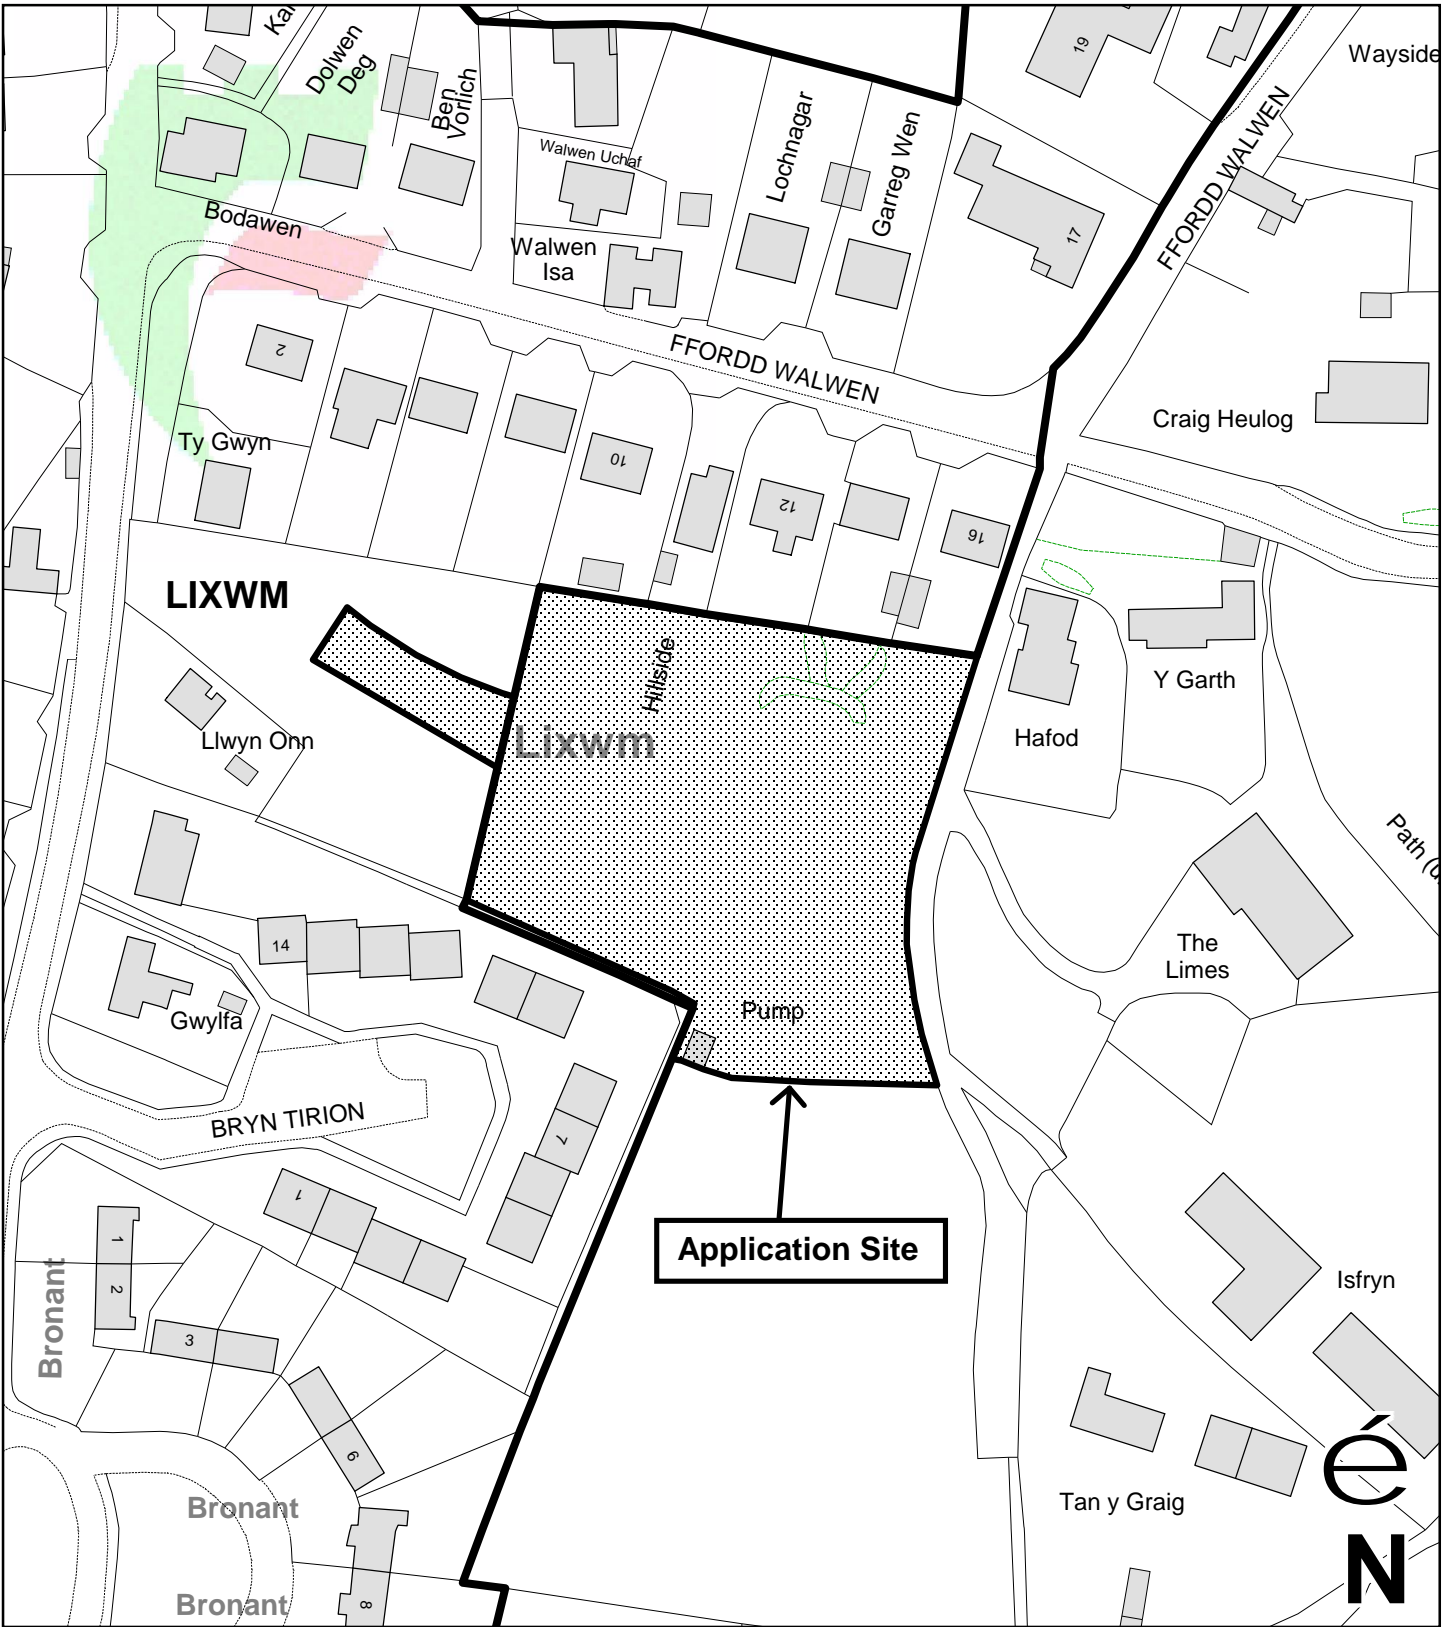 Dolwen
Deg
Ben
Vorlich
19
Wayside
Walwen Uchaf
Lochnagar
Garreg Wen
FFORDD WALWEN
Bodawen
Walwen
Isa
17
2
FFORDD WALWEN
Craig Heulog
Ty Gwyn
10
12
16
LIXWM
Hillside
Y Garth
Hafod
Llwyn Onn
Lixwm
Path
14
The
Limes
Gwylfa
Pump
BRYN TIRION
7
1
1
2
3
Bronant
Application Site
Isfryn
6
Tan y Graig
é
N
Bronant
Bronant
8